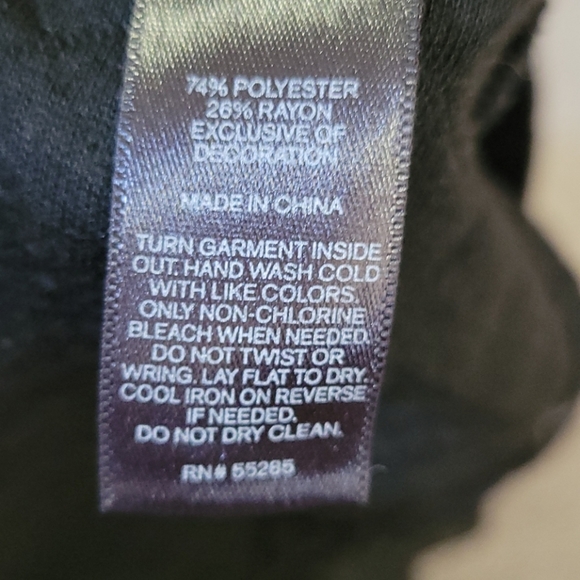 74% POLYESTER
26% RAYON
EXCLUSIVE OF
DECORATION
MADE IN CHINA
TURN GARMENT INSIDE
OUT. HAND WASH COLD
WITH LIKE COLORS.
ONLY NON-CHLORINE
BLEACH WHEN NEEDED.
DO NOT TWIST OR
WRING. LAY FLAT TO DRY.
COOL IRON ON REVERSE
IF NEEDED.
DO NOT DRY CLEAN.
RN# 55285